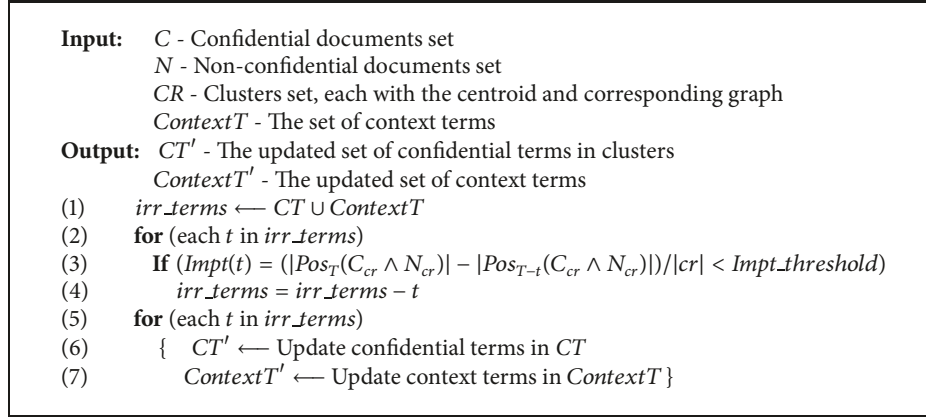 Input: C - Confidential documents set
N - Non-confidential documents set
CR - Clusters set, each with the centroid and corresponding graph
ContextT - The set of context terms
Output: CT′ - The updated set of confidential terms in clusters
ContextT′ - The updated set of context terms
(1) irr_terms ⟵ CT ∪ ContextT
(2) for (each t in irr_terms)
(3) If (Impt(t) = (|Pos_T(C_cr ∧ N_cr)| − |Pos_{T−t}(C_cr ∧ N_cr)|)/|cr| < Impt_threshold)
(4) irr_terms = irr_terms − t
(5) for (each t in irr_terms)
(6) { CT′ ⟵ Update confidential terms in CT
(7) ContextT′ ⟵ Update context terms in ContextT }